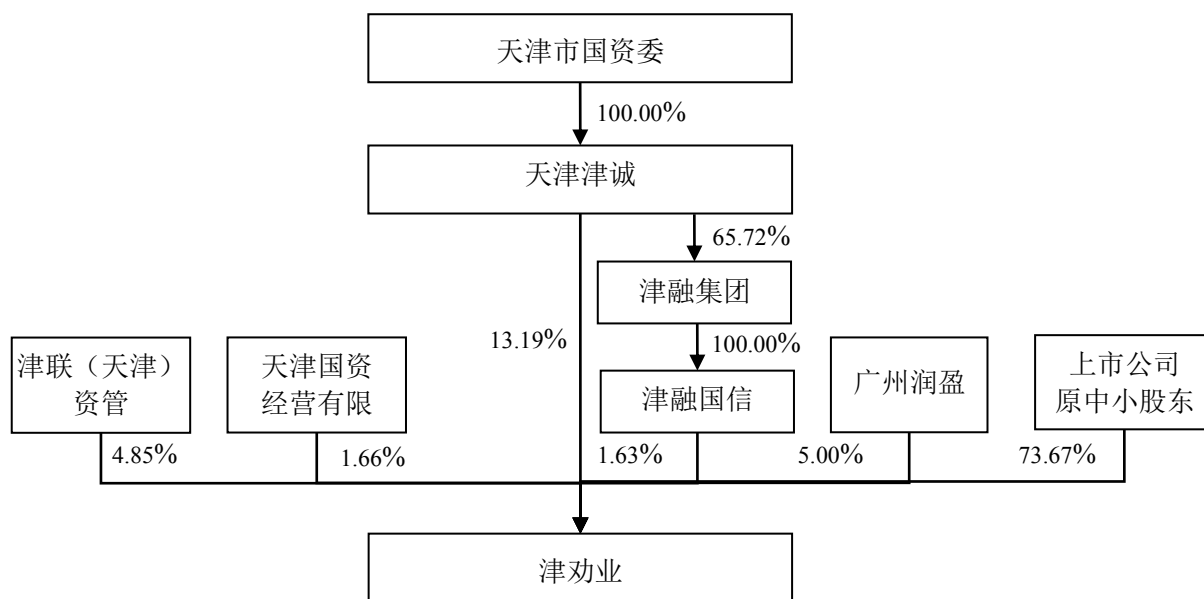 天津市国资委
100.00%
天津津诚
65.72%
津融集团
13.19%
100.00%
津联（天津）
资管
天津国资
经营有限
津融国信
广州润盈
上市公司
原中小股东
4.85%
1.66%
1.63%
5.00%
73.67%
津劝业